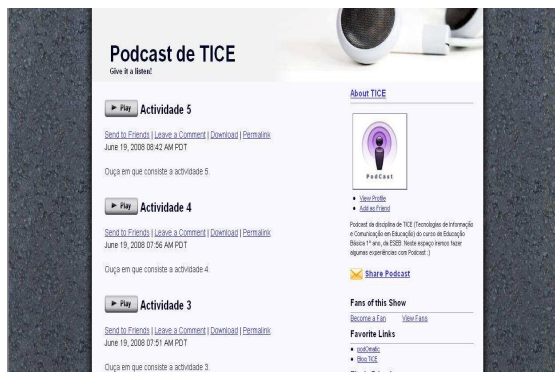 Podcast de TICE
Give it a listen!
Play Actividade 5
Send to Friends | Leave a Comment | Download | Permalink
June 19, 2008 08:42 AM PDT
Ouça em que consiste a actividade 5.
Play Actividade 4
Send to Friends | Leave a Comment | Download | Permalink
June 19, 2008 07:56 AM PDT
Ouça em que consiste a actividade 4.
Play Actividade 3
Send to Friends | Leave a Comment | Download | Permalink
June 19, 2008 07:51 AM PDT
Ouça em que consiste a actividade 3.
About TICE
PodCast
View Profile
Add as Friend
Podcast da disciplina de TICE (Tecnologias de Informação
e Comunicação em Educação) do curso de Educação
Básica 1º ano, da ESEB. Neste espaço iremos fazer
algumas experiências com Podcast :)
Share Podcast
Fans of this Show
Become a Fan View Fans
Favorite Links
podOmatic
Blog TICE